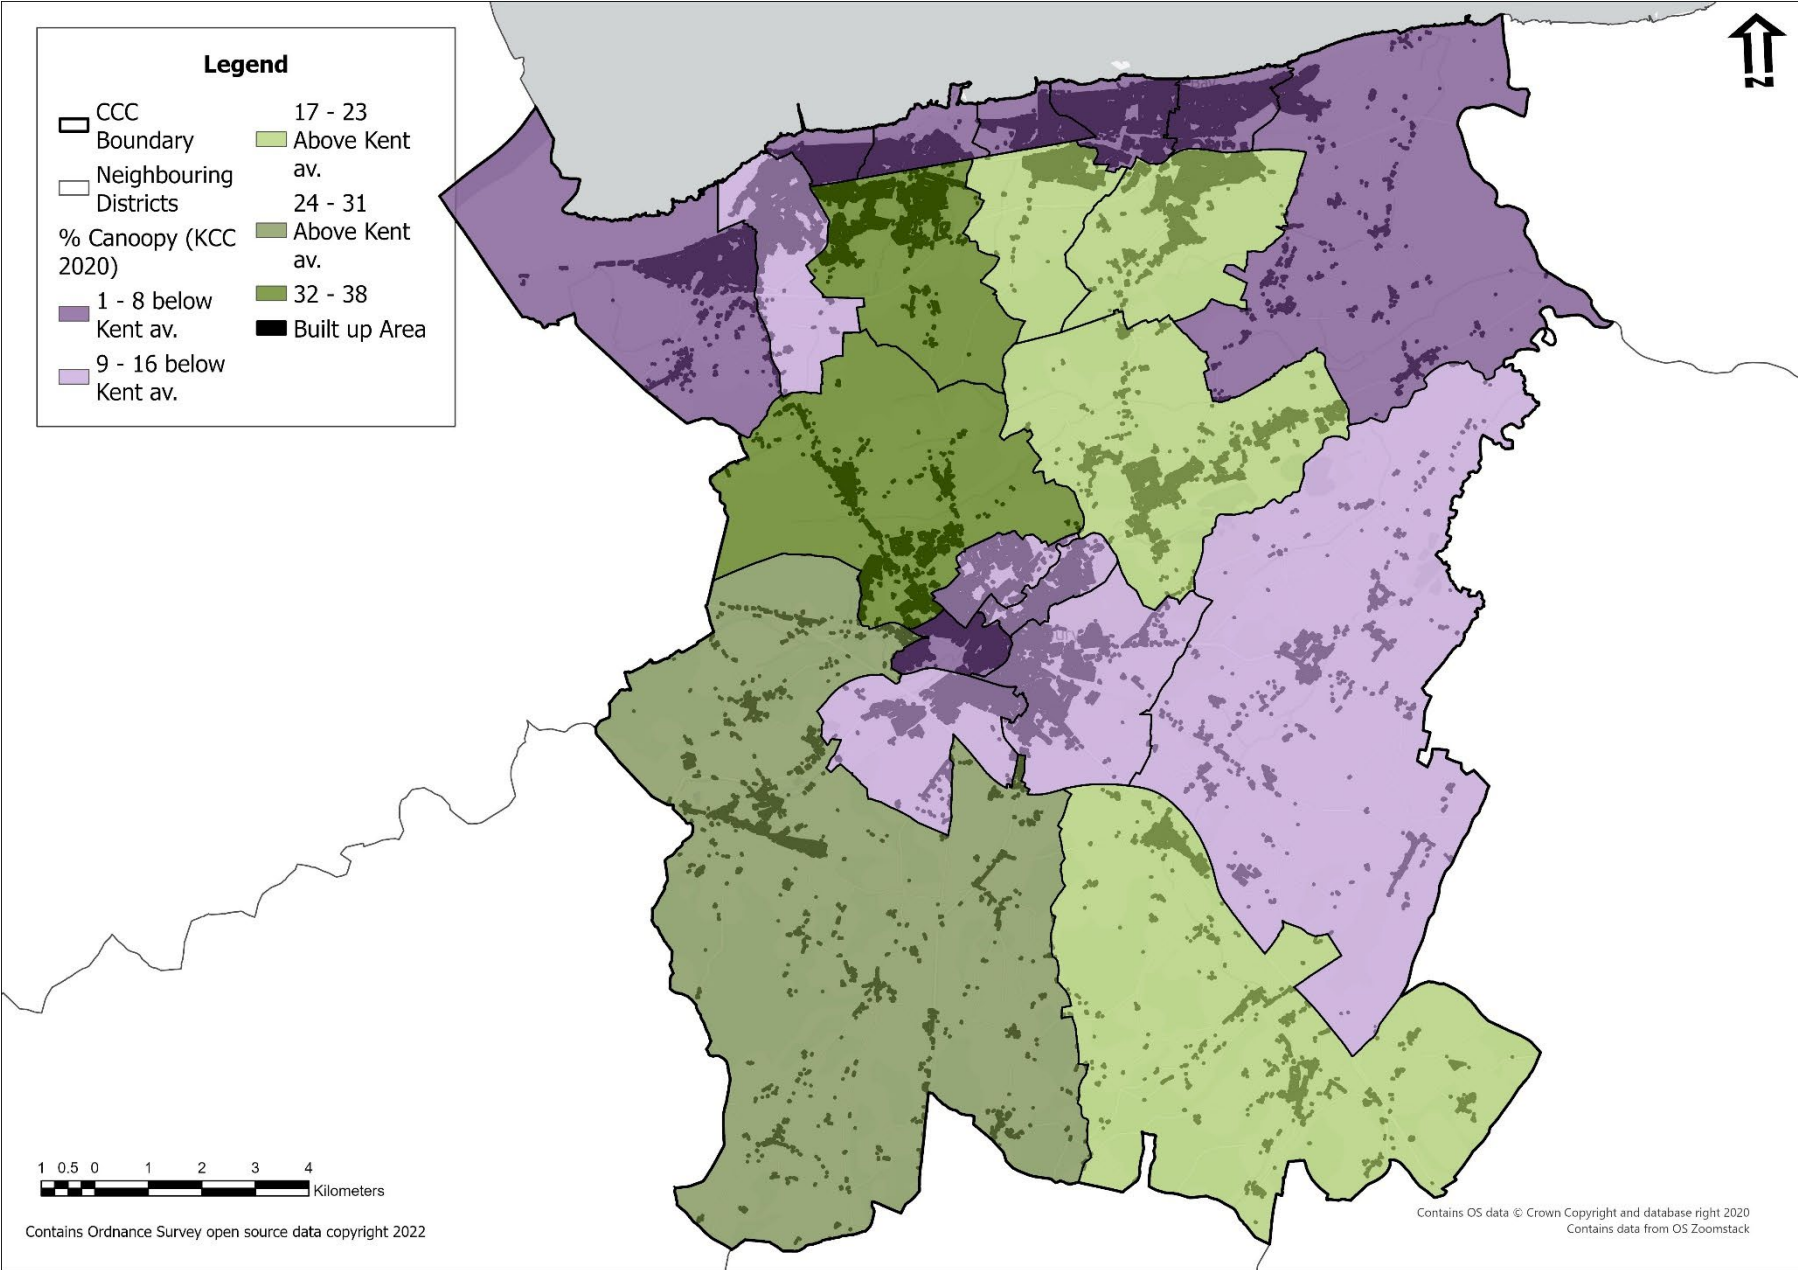 Legend
CCC
Boundary
Neighbouring
Districts
% Canoopy (KCC
2020)
1 - 8 below
Kent av.
9 - 16 below
Kent av.
17 - 23
Above Kent
av.
24 - 31
Above Kent
av.
32 - 38
Built up Area
N
1 0.5 0 1 2 3 4
Kilometers
Contains Ordnance Survey open source data copyright 2022
Contains OS data © Crown Copyright and database right 2020
Contains data from OS Zoomstack